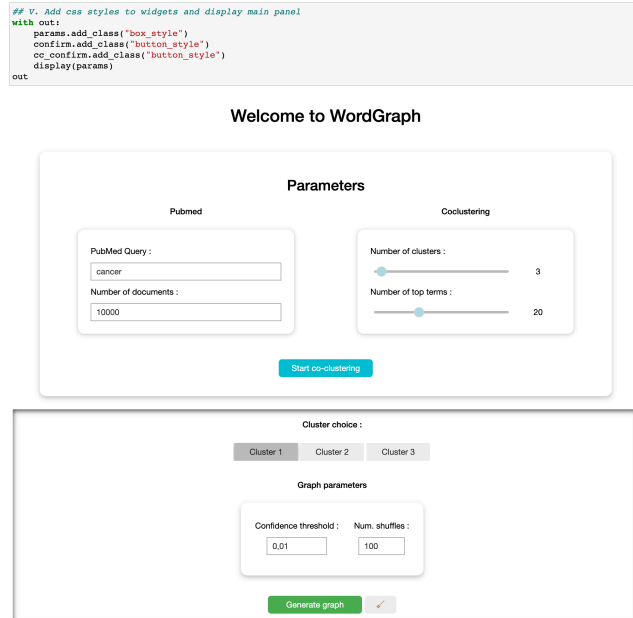 ## V. Add css styles to widgets and display main panel
with out:
    params.add_class("box_style")
    confirm.add_class("button_style")
    cc_confirm.add_class("button_style")
    display(params)
out
Welcome to WordGraph
Parameters
Pubmed
Coclustering
PubMed Query :
cancer
Number of documents :
10000
Number of clusters :
3
Number of top terms :
20
Start co-clustering
Cluster choice :
Cluster 1 Cluster 2 Cluster 3
Graph parameters
Confidence threshold : Num. shuffles :
0,01 100
Generate graph